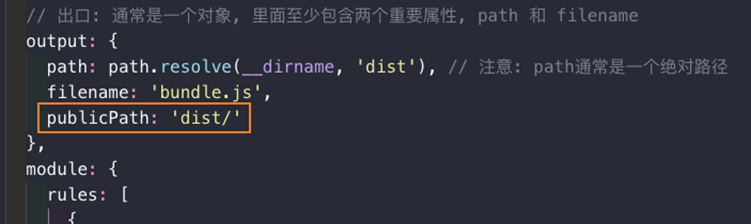 // 出口: 通常是一个对象, 里面至少包含两个重要属性, path 和 filename
output: {
path: path.resolve(__dirname, 'dist'), // 注意: path通常是一个绝对路径
filename: 'bundle.js',
publicPath: 'dist/'
},
module: {
rules: [
{